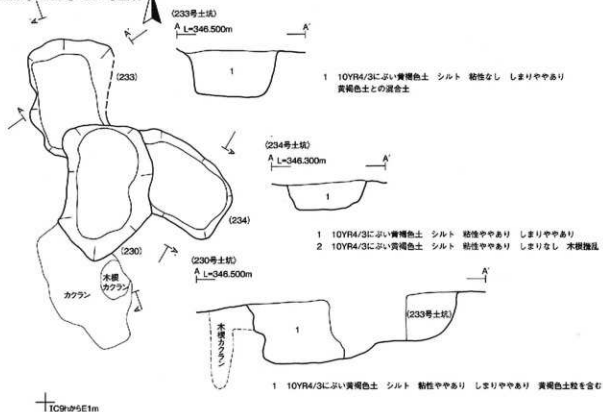 (233号土坑)
A L=346.500m A'
1
1 10YR4/3にぶい黄褐色土 シルト 粘性なし しまりややあり
黄褐色土との混合土
A'
A'
(233)
A
(234号土坑)
A L=346.300m A'
1
(234)
1 10YR4/3にぶい黄褐色土 シルト 粘性ややあり しまりややあり
2 10YR4/3にぶい黄褐色土 シルト 粘性ややあり しまりなし 木根撹乱
(230)
(230号土坑)
A L=346.500m A'
木根
カクラン
カクラン
木根カクラン
1
(233号土坑)
1 10YR4/3にぶい黄褐色土 シルト 粘性ややあり しまりややあり 黄褐色土粒を含む
IC9hからE1m